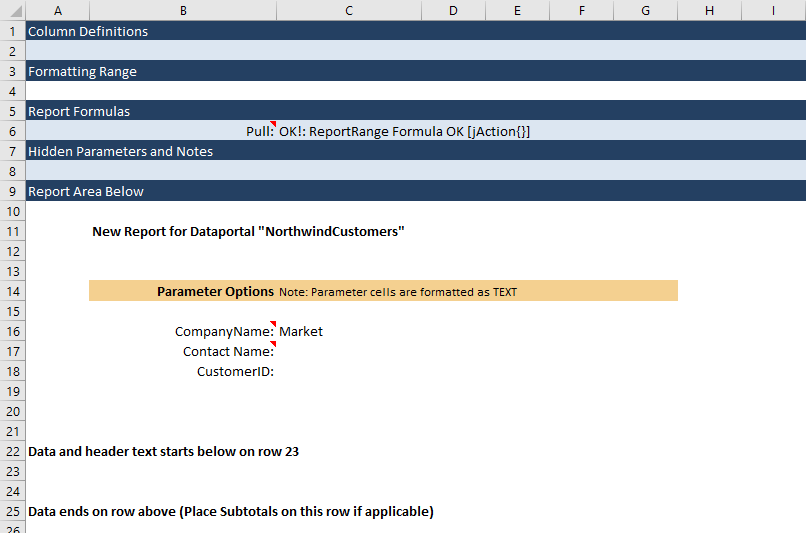 A B C D E F G H I
1 Column Definitions
2
3 Formatting Range
4
5 Report Formulas
6 Pull: OK!: ReportRange Formula OK [jAction{}]
7 Hidden Parameters and Notes
8
9 Report Area Below
10
11 New Report for Dataportal "NorthwindCustomers"
12
13
14 Parameter Options Note: Parameter cells are formatted as TEXT
15
16 CompanyName: Market
17 Contact Name:
18 CustomerID:
19
20
21
22 Data and header text starts below on row 23
23
24
25 Data ends on row above (Place Subtotals on this row if applicable)
26